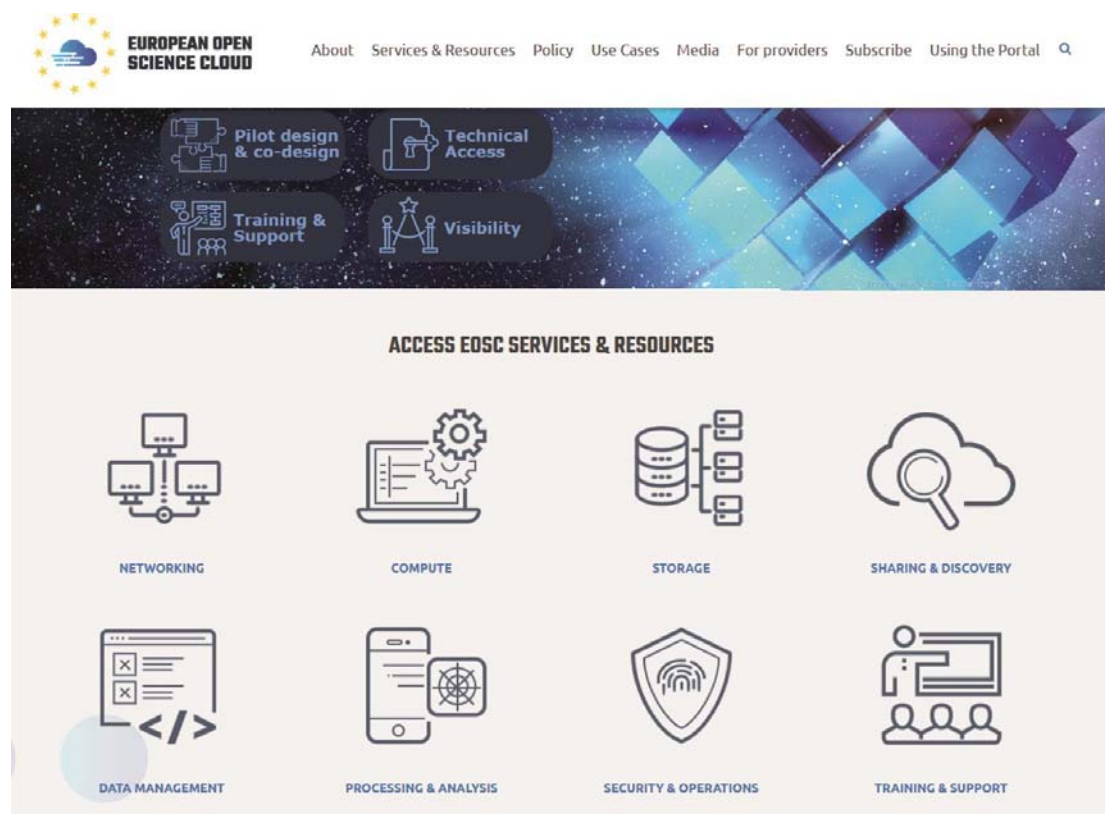 EUROPEAN OPEN
SCIENCE CLOUD
About Services & Resources Policy Use Cases Media For providers Subscribe Using the Portal
Pilot design
& co-design
Technical
Access
Training &
Support
Visibility
ACCESS EOSC SERVICES & RESOURCES
NETWORKING
COMPUTE
STORAGE
SHARING & DISCOVERY
DATA MANAGEMENT
PROCESSING & ANALYSIS
SECURITY & OPERATIONS
TRAINING & SUPPORT